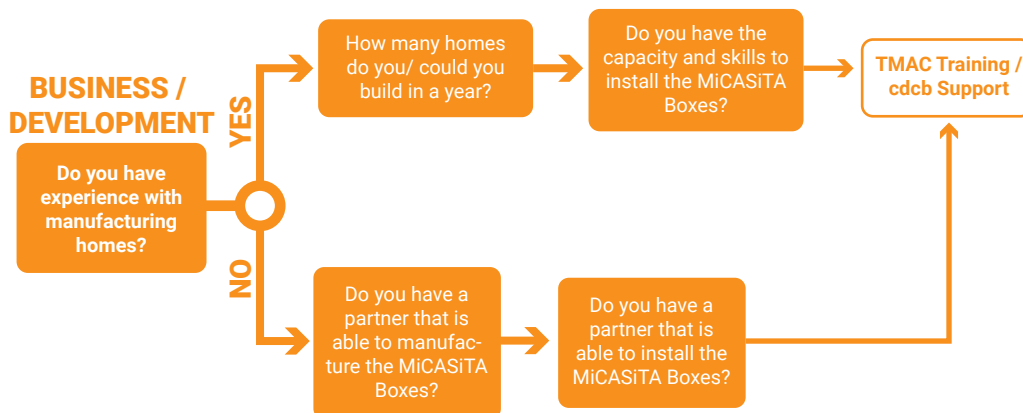 BUSINESS /
DEVELOPMENT
Do you have
experience with
manufacturing
homes?
YES
How many homes
do you/ could you
build in a year?
Do you have the
capacity and skills to
install the MiCASiTA
Boxes?
TMAC Training /
cdcb Support
NO
Do you have a
partner that is
able to manufac-
ture the MiCASiTA
Boxes?
Do you have a
partner that is
able to install the
MiCASiTA Boxes?